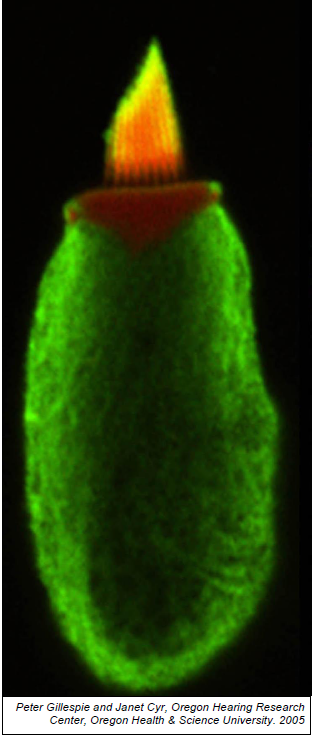 Peter Gillespie and Janet Cyr, Oregon Hearing Research
Center, Oregon Health & Science University. 2005